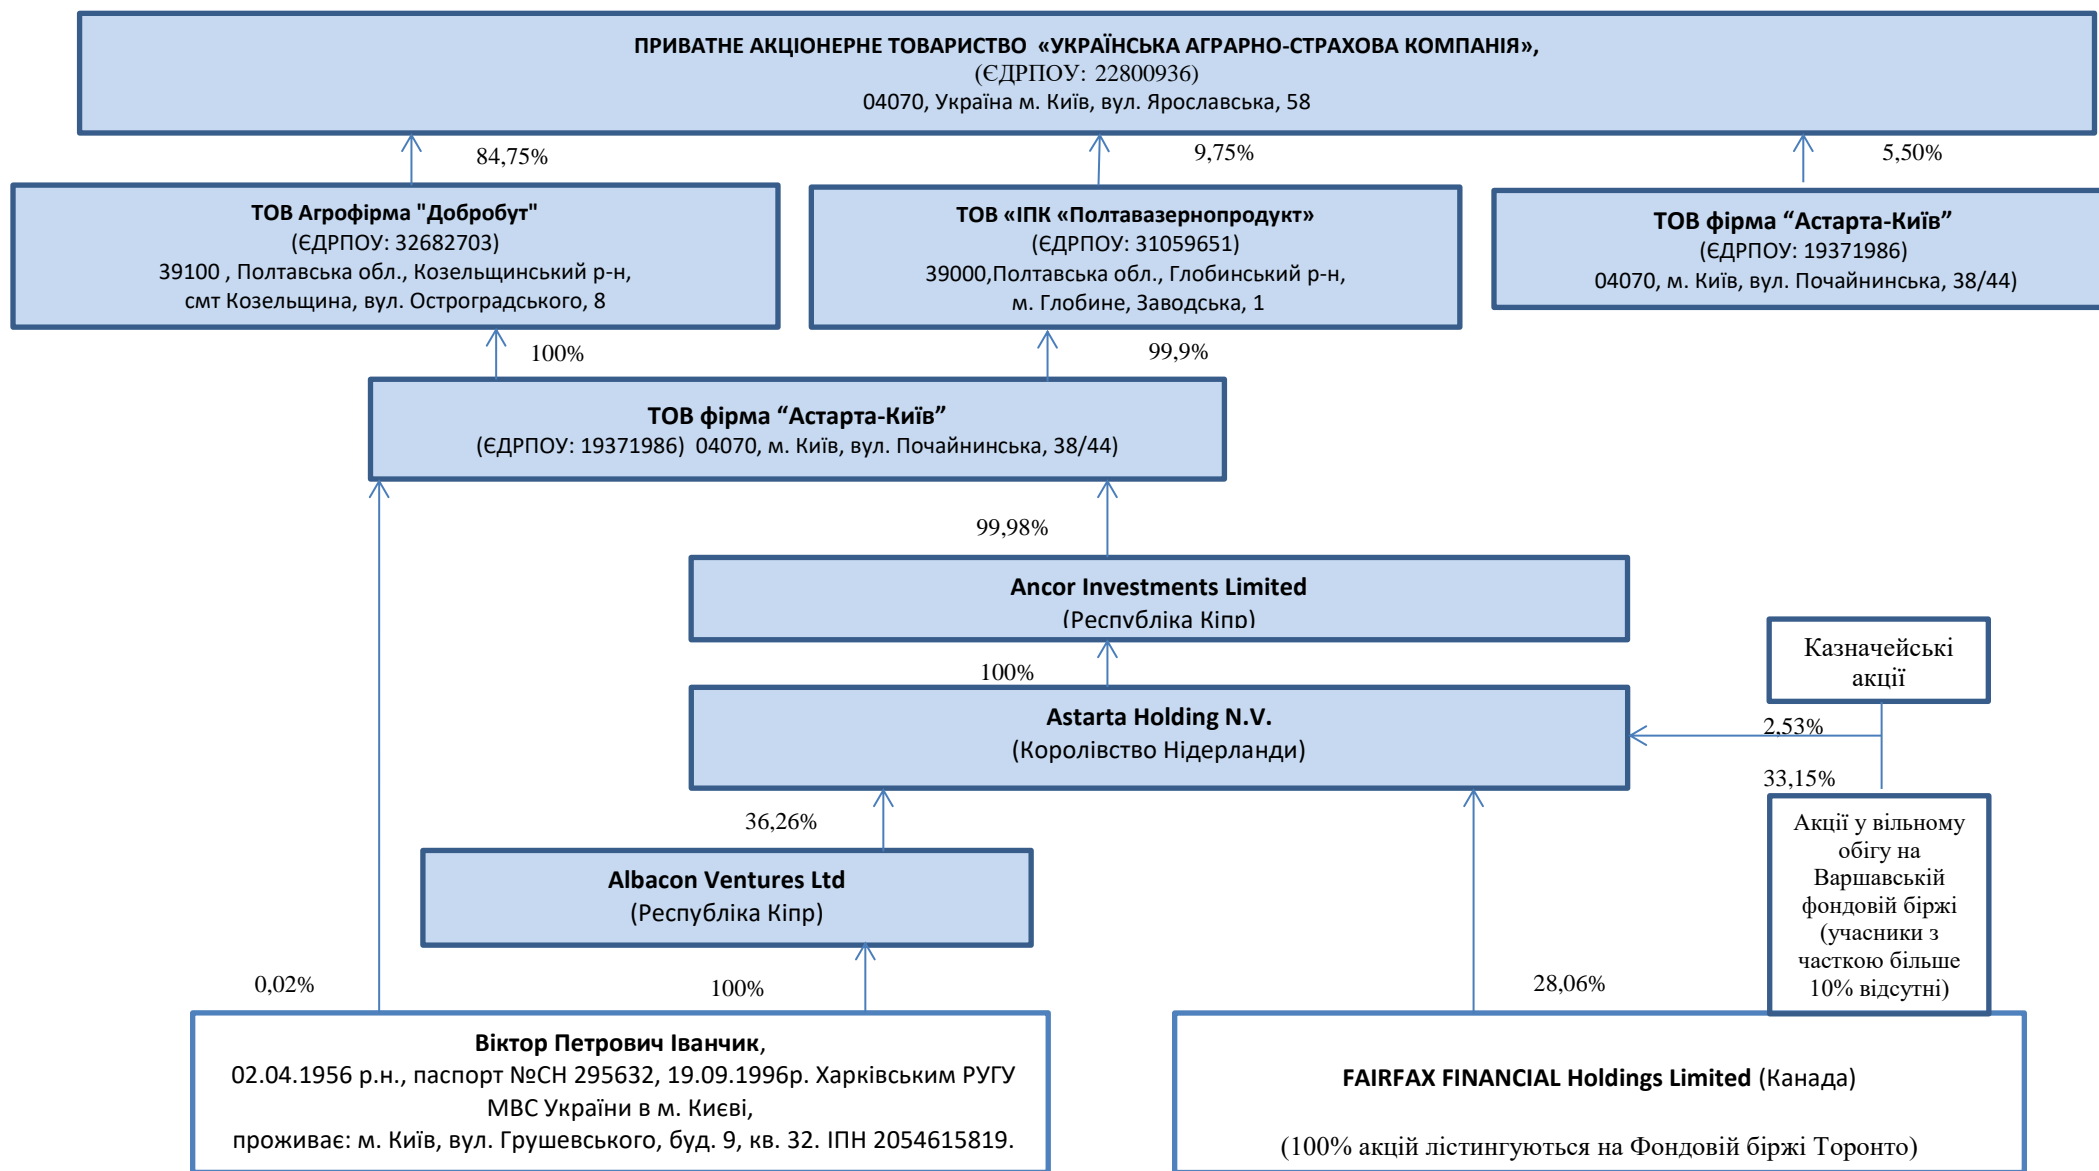 ПРИВАТНЕ АКЦІОНЕРНЕ ТОВАРИСТВО «УКРАЇНСЬКА АГРАРНО-СТРАХОВА КОМПАНІЯ»,
(ЄДРПОУ: 22800936)
04070, Україна м. Київ, вул. Ярославська, 58
84,75%
9,75%
5,50%
ТОВ Агрофірма "Добробут"
(ЄДРПОУ: 32682703)
39100 , Полтавська обл., Козельщинський р-н,
смт Козельщина, вул. Остроградського, 8
ТОВ «ІПК «Полтавазернопродукт»
(ЄДРПОУ: 31059651)
39000,Полтавська обл., Глобинський р-н,
м. Глобине, Заводська, 1
ТОВ фірма “Астарта-Київ”
(ЄДРПОУ: 19371986)
04070, м. Київ, вул. Почайнинська, 38/44)
100%
99,9%
ТОВ фірма “Астарта-Київ”
(ЄДРПОУ: 19371986) 04070, м. Київ, вул. Почайнинська, 38/44)
99,98%
Ancor Investments Limited
(Республіка Кіпр)
Казначейські
акції
100%
Astarta Holding N.V.
(Королівство Нідерланди)
2,53%
33,15%
36,26%
Акції у вільному
обігу на
Варшавській
фондовій біржі
(учасники з
часткою більше
10% відсутні)
Albacon Ventures Ltd
(Республіка Кіпр)
0,02%
100%
28,06%
Віктор Петрович Іванчик,
02.04.1956 р.н., паспорт №СН 295632, 19.09.1996р. Харківським РУГУ
МВС України в м. Києві,
проживає: м. Київ, вул. Грушевського, буд. 9, кв. 32. ІПН 2054615819.
FAIRFAX FINANCIAL Holdings Limited (Канада)
(100% акцій лістингуються на Фондовій біржі Торонто)